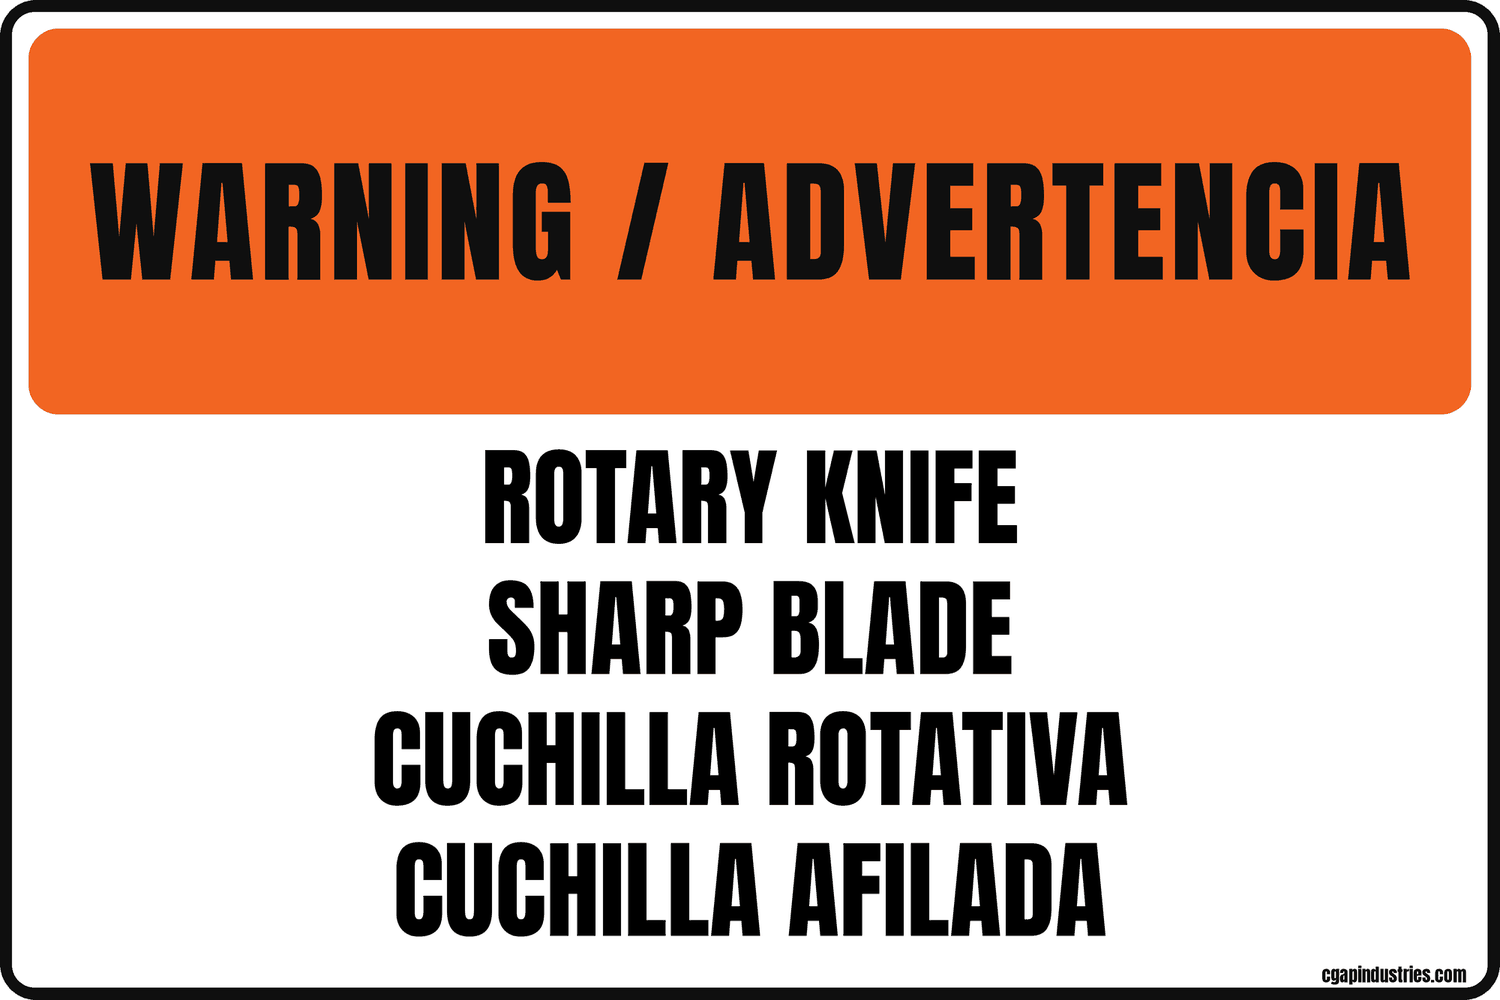 WARNING / ADVERTENCIA
ROTARY KNIFE
SHARP BLADE
CUCHILLA ROTATIVA
CUCHILLA AFILADA
cgapindustries.com